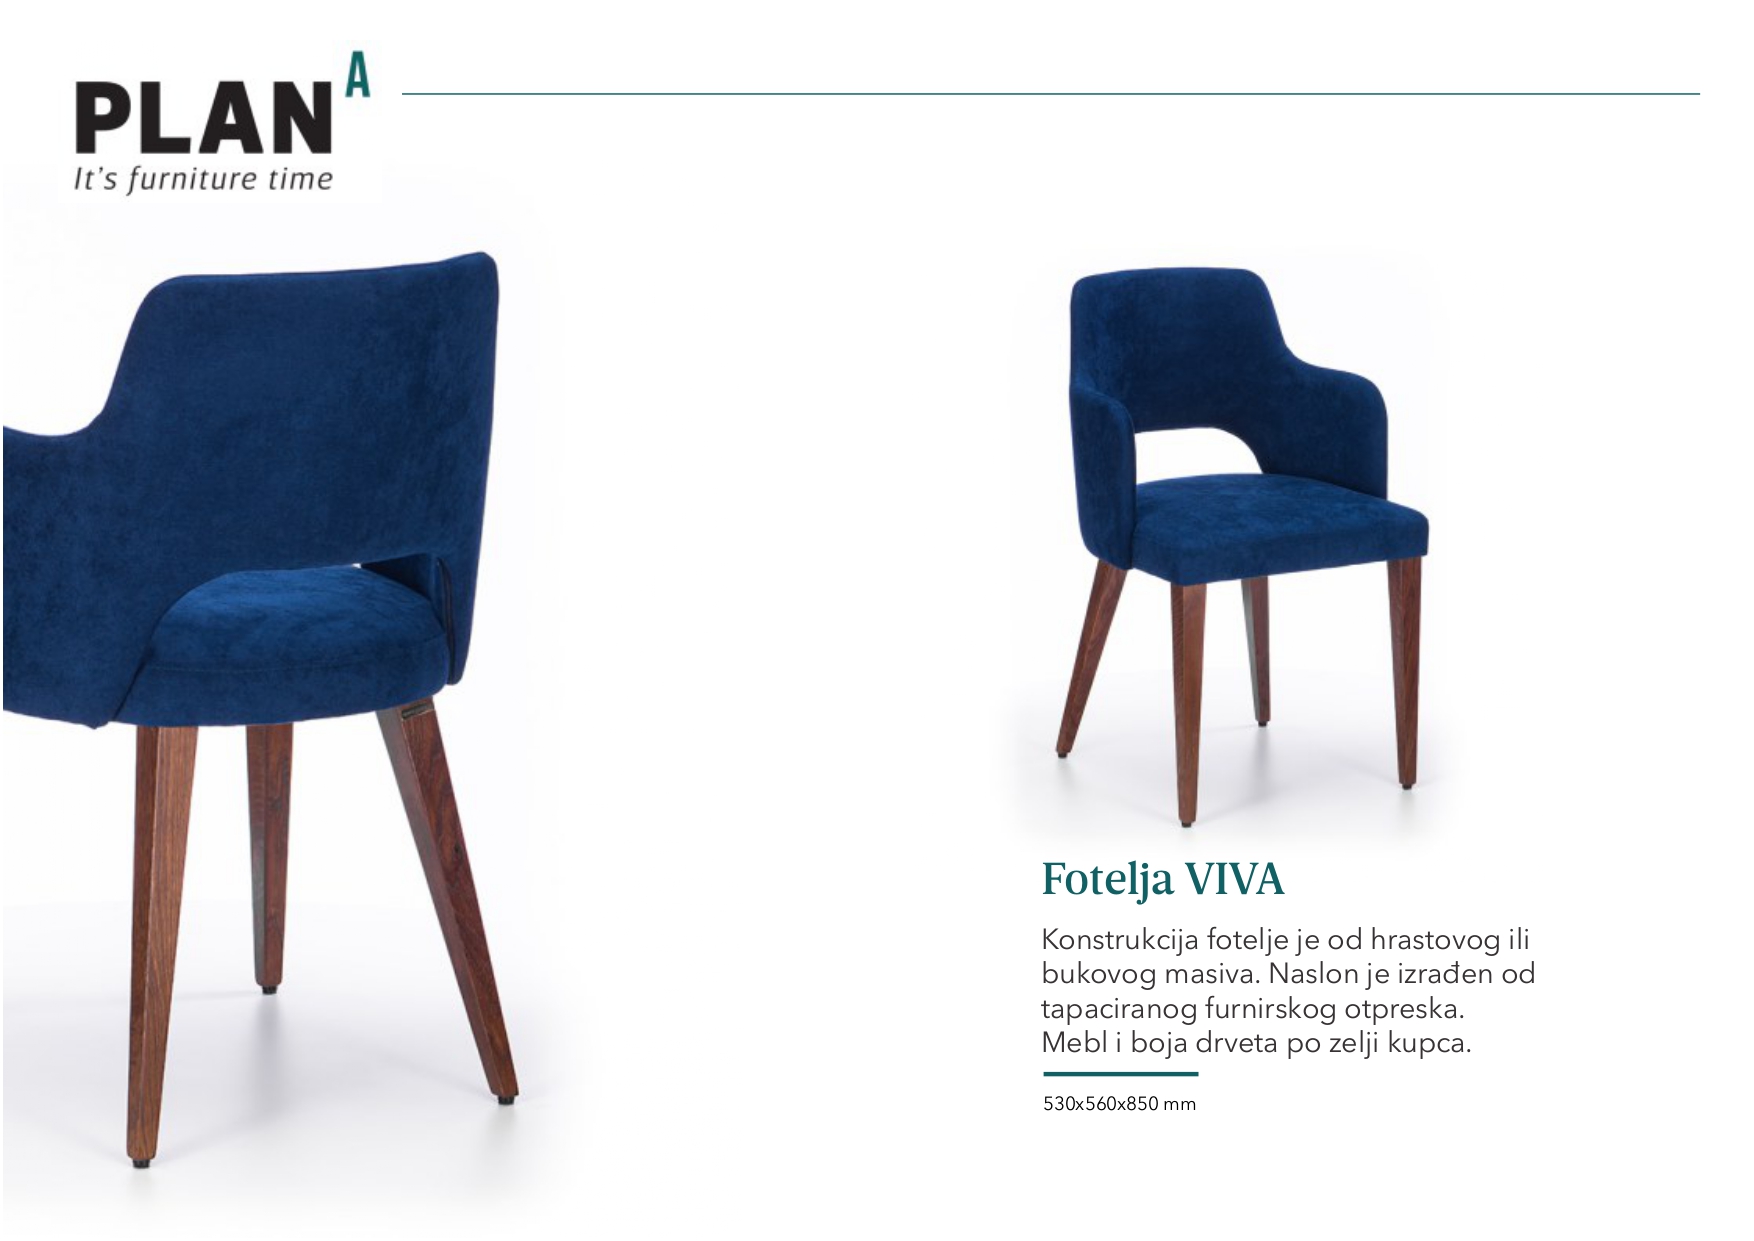 PLAN A
It's furniture time
Fotelja VIVA
Konstrukcija fotelje je od hrastovog ili
bukovog masiva. Naslon je izrađen od
tapaciranog furnirskog otpreska.
Mebl i boja drveta po zelji kupca.
530x560x850 mm